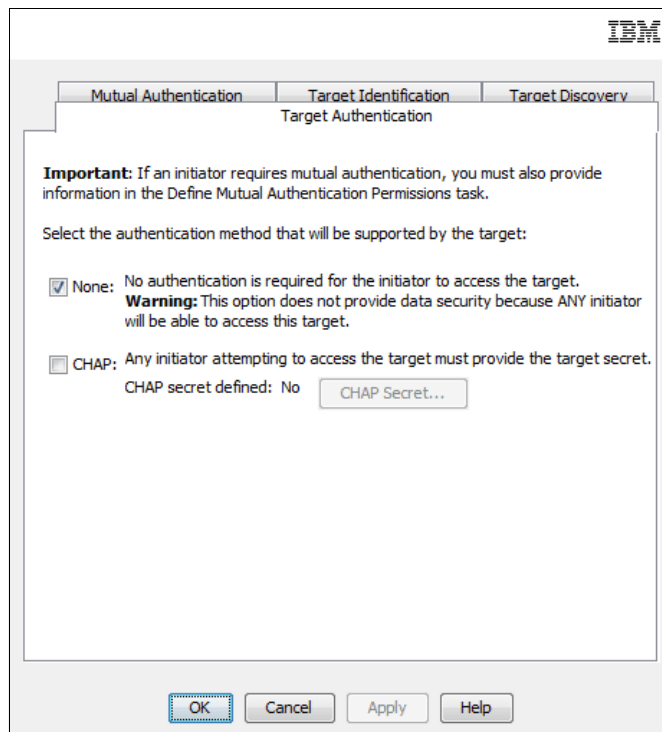 IBM
Mutual Authentication
Target Identification
Target Discovery
Target Authentication
Important: If an initiator requires mutual authentication, you must also provide
information in the Define Mutual Authentication Permissions task.
Select the authentication method that will be supported by the target:
None: No authentication is required for the initiator to access the target.
Warning: This option does not provide data security because ANY initiator
will be able to access this target.
CHAP: Any initiator attempting to access the target must provide the target secret.
CHAP secret defined: No CHAP Secret...
OK Cancel Apply Help